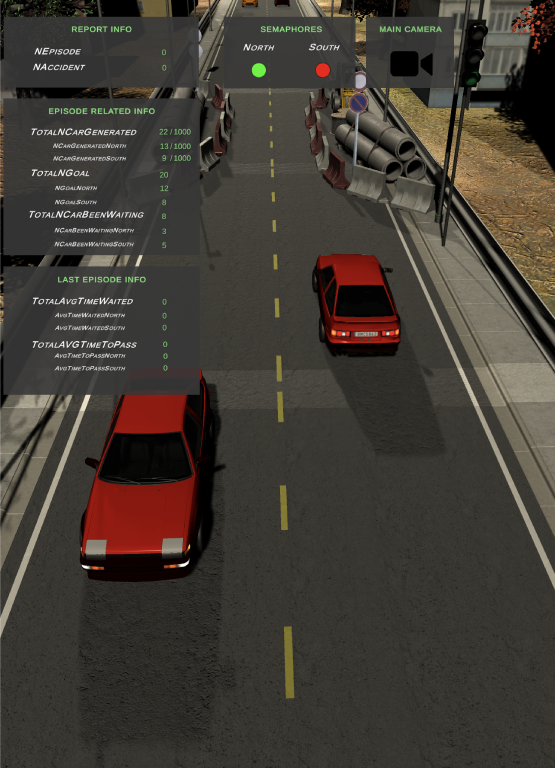 REPORT INFO
NEpisode 0
NAccident 0
SEMAPHORES
North South
MAIN CAMERA
EPISODE RELATED INFO
TotalNCarGenerated 22 / 1000
NCarGeneratedNorth 13 / 1000
NCarGeneratedSouth 9 / 1000
TotalNGoal 20
NGoalNorth 12
NGoalSouth 8
TotalNCarBeenWaiting 8
NCarBeenWaitingNorth 3
NCarBeenWaitingSouth 5
LAST EPISODE INFO
TotalAvgTimeWaited 0
AvgTimeWaitedNorth 0
AvgTimeWaitedSouth 0
TotalAVGTimeToPass 0
AvgTimeToPassNorth 0
AvgTimeToPassSouth 0